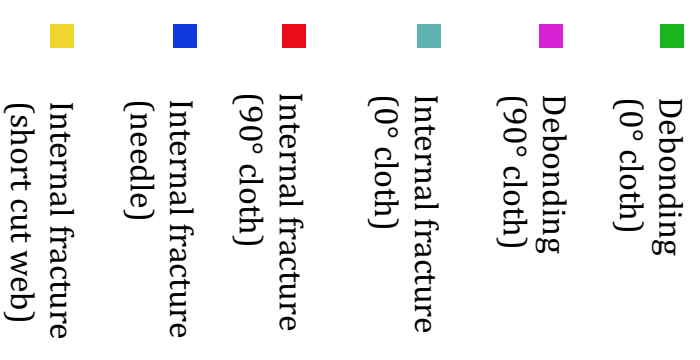 Debonding
(0° cloth)
Debonding
(90° cloth)
Internal fracture
(0° cloth)
Internal fracture
(90° cloth)
Internal fracture
(needle)
Internal fracture
(short cut web)